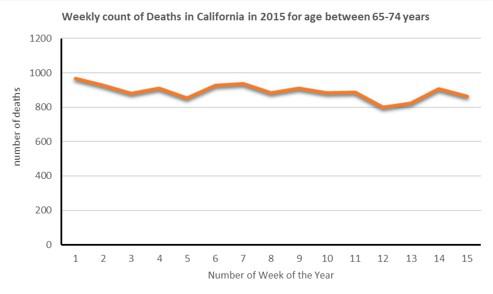 Weekly count of Deaths in California in 2015 for age between 65-74 years
1200
1000
800
600
400
200
0
number of deaths
1 2 3 4 5 6 7 8 9 10 11 12 13 14 15
Number of Week of the Year